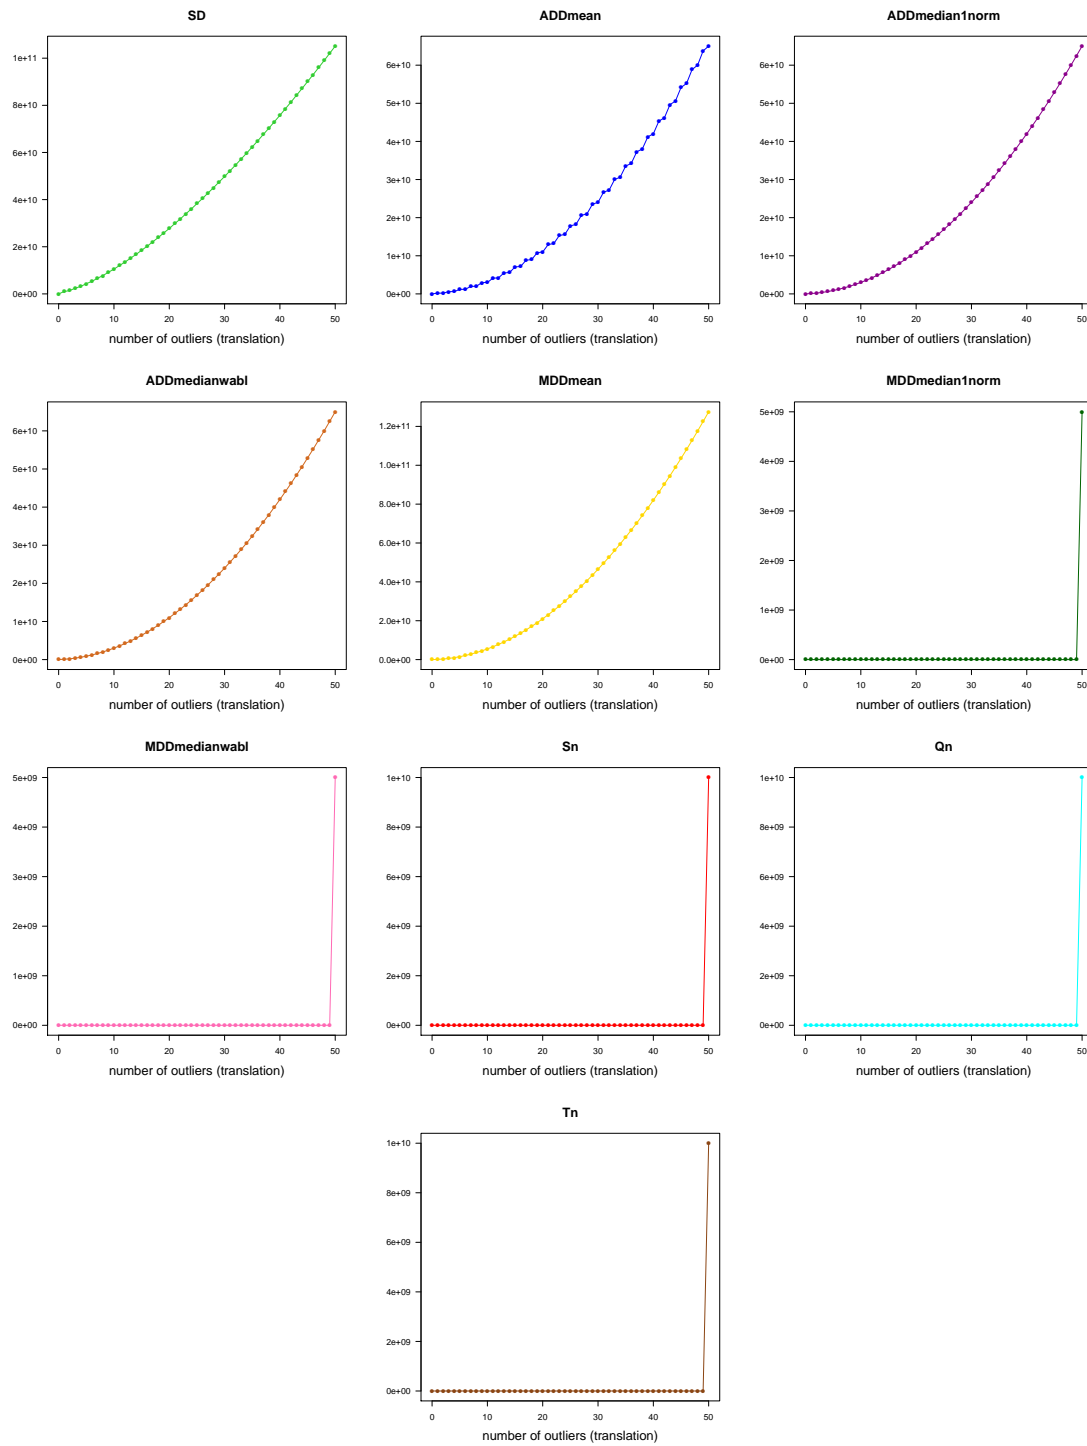 SD
ADDmean
ADDmedian1norm
1e+11
8e+10
6e+10
4e+10
2e+10
0e+00
6e+10
5e+10
4e+10
3e+10
2e+10
1e+10
0e+00
6e+10
5e+10
4e+10
3e+10
2e+10
1e+10
0e+00
0 10 20 30 40 50
0 10 20 30 40 50
0 10 20 30 40 50
number of outliers (translation)
number of outliers (translation)
number of outliers (translation)
ADDmedianwabl
MDDmean
MDDmedian1norm
6e+10
5e+10
4e+10
3e+10
2e+10
1e+10
0e+00
1.2e+11
1.0e+11
8.0e+10
6.0e+10
4.0e+10
2.0e+10
0.0e+00
5e+09
4e+09
3e+09
2e+09
1e+09
0e+00
0 10 20 30 40 50
0 10 20 30 40 50
0 10 20 30 40 50
number of outliers (translation)
number of outliers (translation)
number of outliers (translation)
MDDmedianwabl
Sn
Qn
5e+09
4e+09
3e+09
2e+09
1e+09
0e+00
1e+10
8e+09
6e+09
4e+09
2e+09
0e+00
1e+10
8e+09
6e+09
4e+09
2e+09
0e+00
0 10 20 30 40 50
0 10 20 30 40 50
0 10 20 30 40 50
number of outliers (translation)
number of outliers (translation)
number of outliers (translation)
Tn
1e+10
8e+09
6e+09
4e+09
2e+09
0e+00
0 10 20 30 40 50
number of outliers (translation)